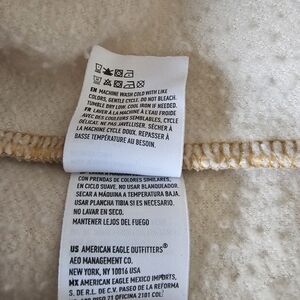 EN MACHINE WASH COLD WITH LIKE
COLORS, GENTLE CYCLE. DO NOT BLEACH.
TUMBLE DRY LOW. COOL IRON IF NEEDED.
FR LAVER À LA MACHINE À L'EAU FROIDE
AVEC DES COULEURS SEMBLABLES, CYCLE
DÉLICAT. NE PAS JAVELLISER. SÉCHER À
LA MACHINE CYCLE DOUX. REPASSER À
BASSE TEMPÉRATURE AU BESOIN.
CON PRENDAS DE COLORES SIMILARES,
EN CICLO SUAVE. NO USAR BLANQUEADOR.
SECAR A MÁQUINA A TEMPERATURA BAJA.
USAR PLANCHA TIBIA SI ES NECESARIO.
NO LAVAR EN SECO.
MANTENER LEJOS DEL FUEGO
US AMERICAN EAGLE OUTFITTERS®
AEO MANAGEMENT CO.
NEW YORK, NY 10016 USA
MX AMERICAN EAGLE MEXICO IMPORTS,
S. DE R.L. DE C.V. PASEO DE LA REFORMA
PISO 21 OFICINA 2101 COL.